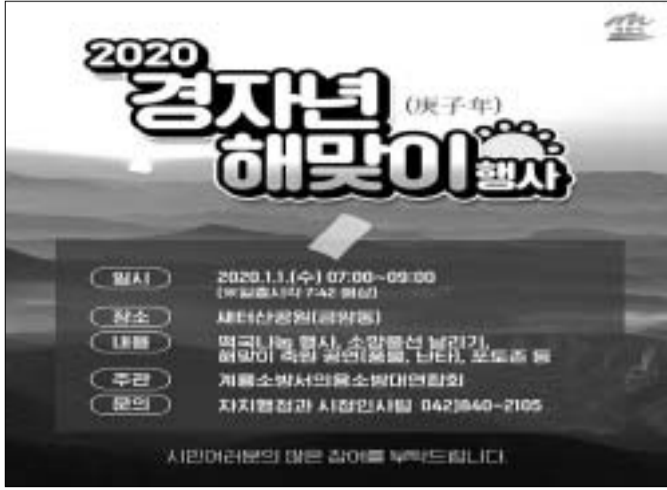 2020
경자년 (庚子年)
해맞이 행사
일시 2020.1.1.(수) 07:00~09:00
(※일출시각 7:42 예상)
장소 새터산공원(금암동)
내용 떡국나눔 행사, 소망풍선 날리기,
해맞이 축원 공연(풍물, 난타), 포토존 등
주관 계룡소방서의용소방대연합회
문의 자치행정과 시정인사팀 042)840-2105
시민여러분의 많은 참여를 부탁드립니다.